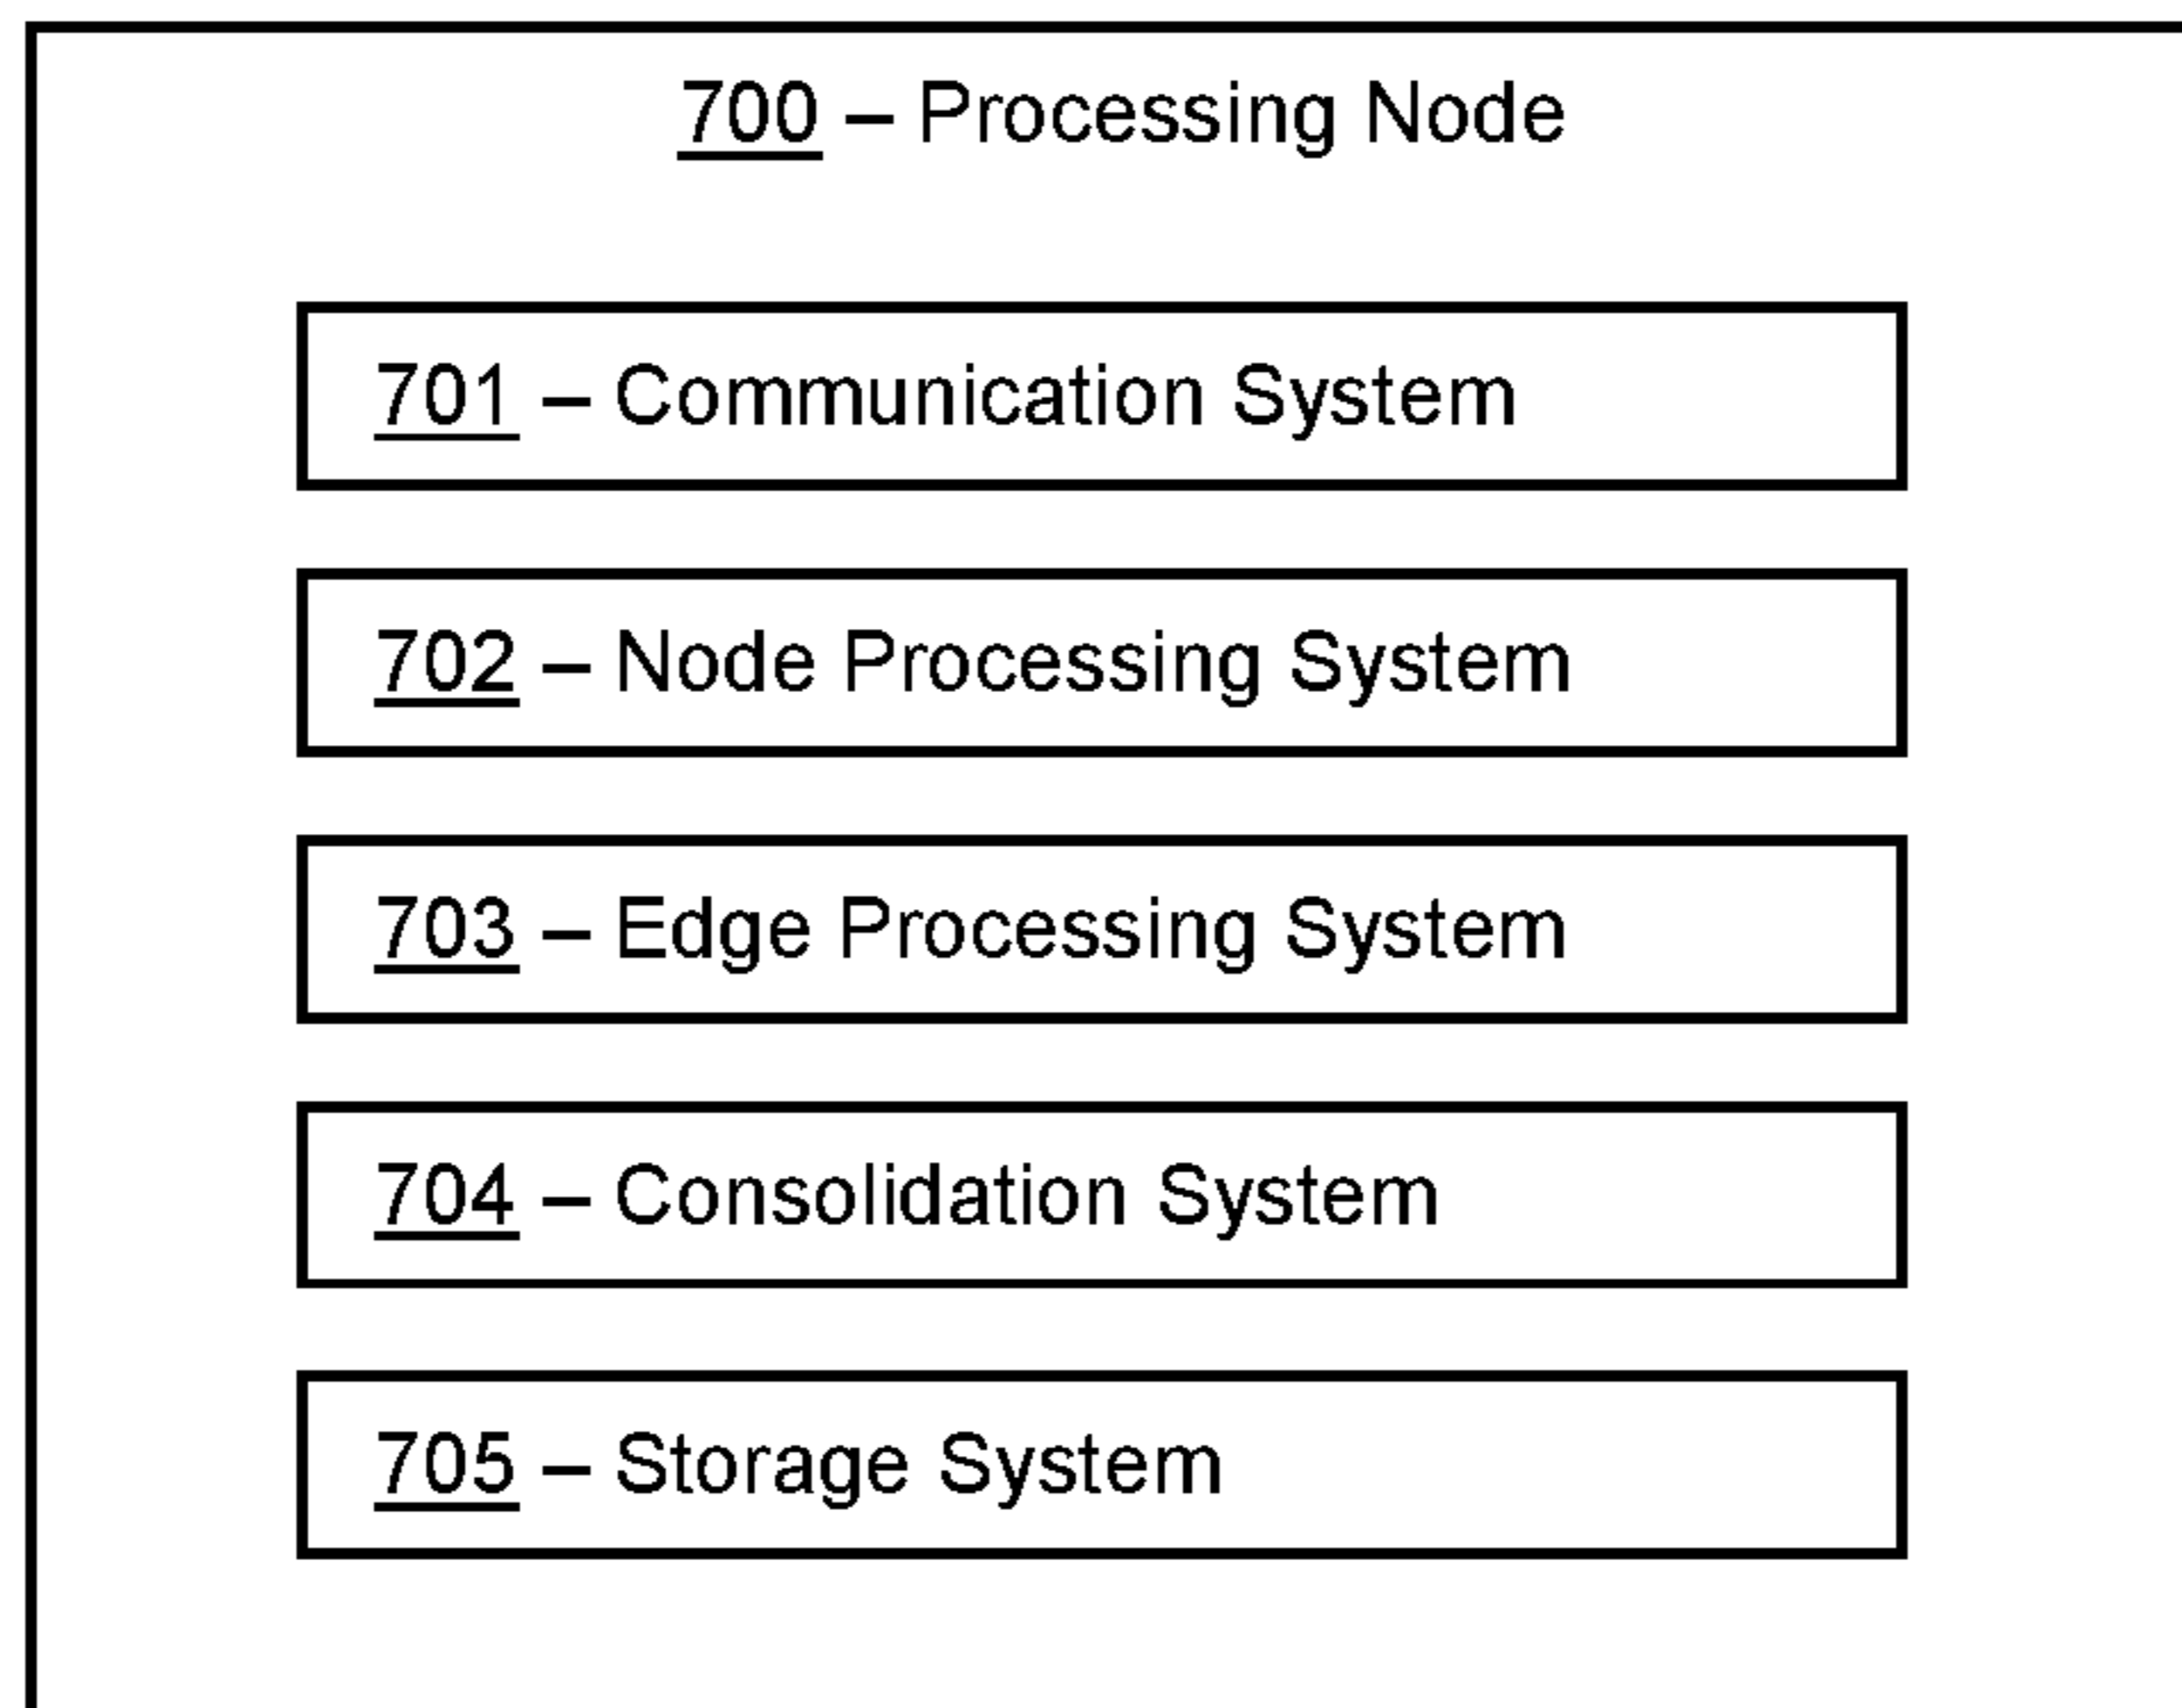 700 – Processing Node
701 – Communication System
702 – Node Processing System
703 – Edge Processing System
704 – Consolidation System
705 – Storage System